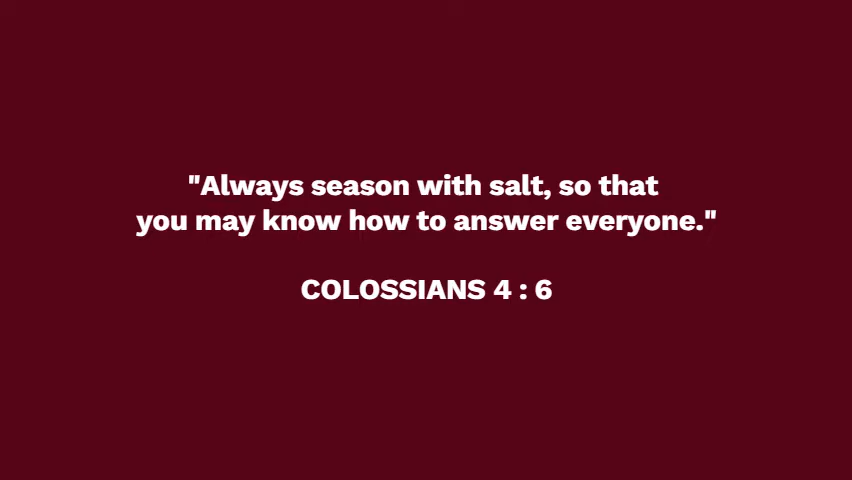 "Always season with salt, so that
you may know how to answer everyone."
COLOSSIANS 4 : 6